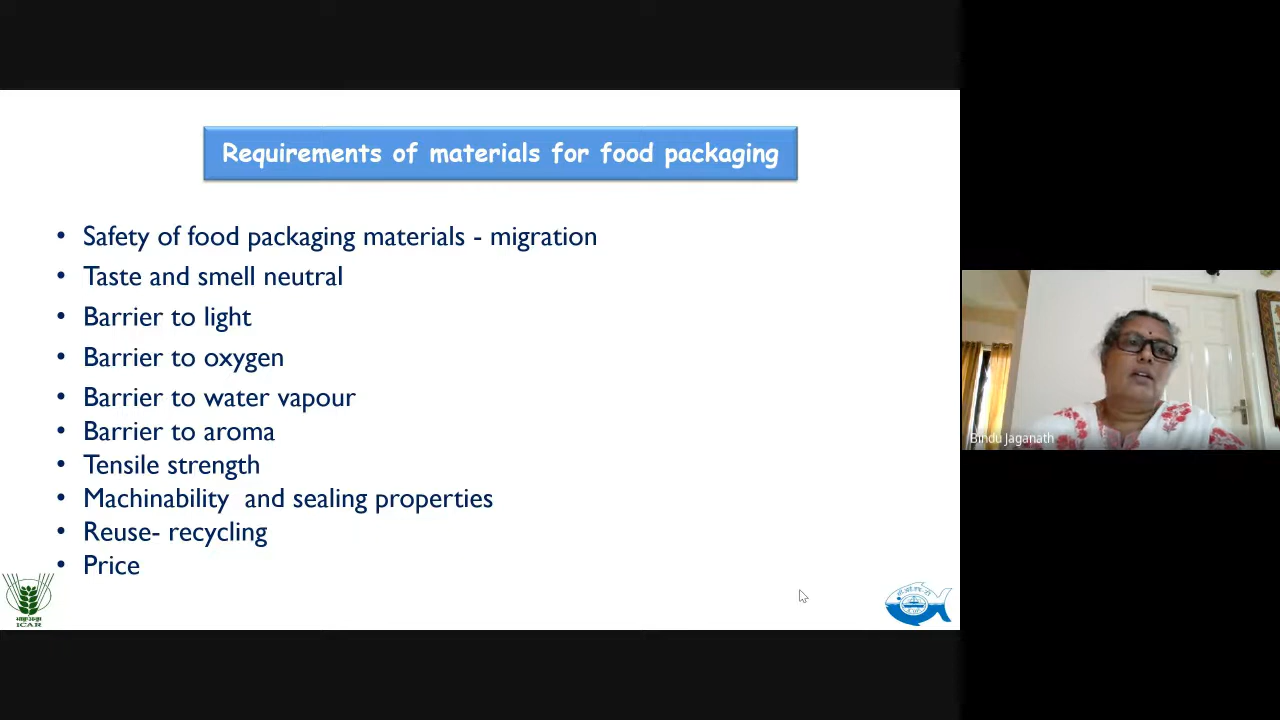 Requirements of materials for food packaging
• Safety of food packaging materials - migration
• Taste and smell neutral
• Barrier to light
• Barrier to oxygen
• Barrier to water vapour
• Barrier to aroma
• Tensile strength
• Machinability and sealing properties
• Reuse- recycling
• Price
ICAR
Bindu Jaganath